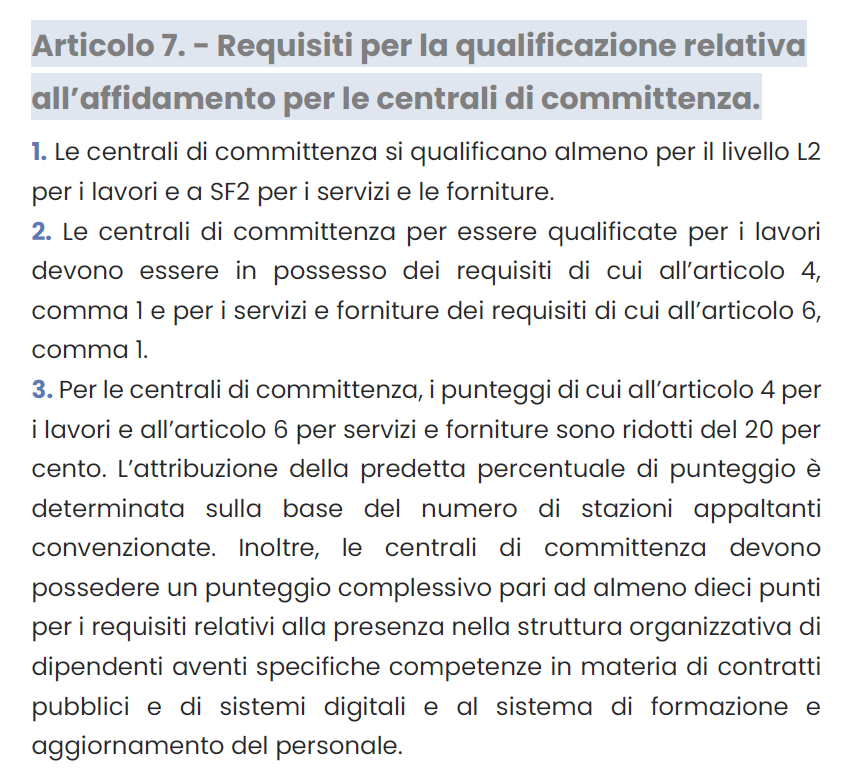 Articolo 7. - Requisiti per la qualificazione relativa
all’affidamento per le centrali di committenza.
1. Le centrali di committenza si qualificano almeno per il livello L2
per i lavori e a SF2 per i servizi e le forniture.
2. Le centrali di committenza per essere qualificate per i lavori
devono essere in possesso dei requisiti di cui all’articolo 4,
comma 1 e per i servizi e forniture dei requisiti di cui all’articolo 6,
comma 1.
3. Per le centrali di committenza, i punteggi di cui all’articolo 4 per
i lavori e all’articolo 6 per servizi e forniture sono ridotti del 20 per
cento. L’attribuzione della predetta percentuale di punteggio è
determinata sulla base del numero di stazioni appaltanti
convenzionate. Inoltre, le centrali di committenza devono
possedere un punteggio complessivo pari ad almeno dieci punti
per i requisiti relativi alla presenza nella struttura organizzativa di
dipendenti aventi specifiche competenze in materia di contratti
pubblici e di sistemi digitali e al sistema di formazione e
aggiornamento del personale.